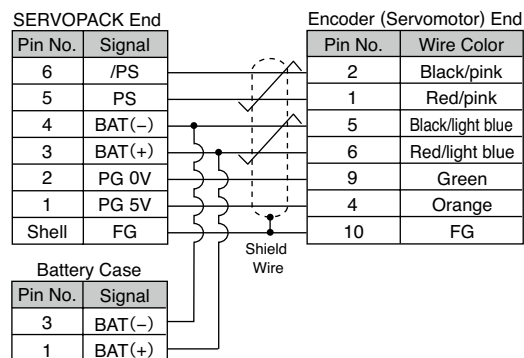 SERVOPACK End
Pin No. Signal
6 /PS
5 PS
4 BAT(−)
3 BAT(+)
2 PG 0V
1 PG 5V
Shell FG
Encoder (Servomotor) End
Pin No. Wire Color
2 Black/pink
1 Red/pink
5 Black/light blue
6 Red/light blue
9 Green
4 Orange
10 FG
Shield
Wire
Battery Case
Pin No. Signal
3 BAT(−)
1 BAT(+)